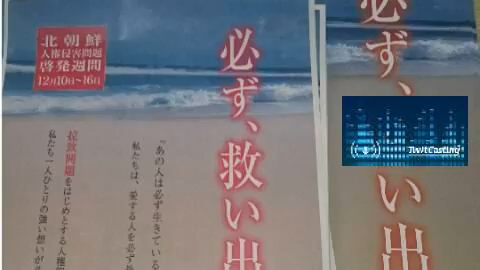 北朝鮮
人権侵害問題
啓発週間
12月10日~16日
必ず、救い出
『あの人は必ず生きている
私たちは、愛する人を必ず
拉致問題をはじめとする人権
私たち一人ひとりの強い想いが
必ず、
い出
TwitCasting